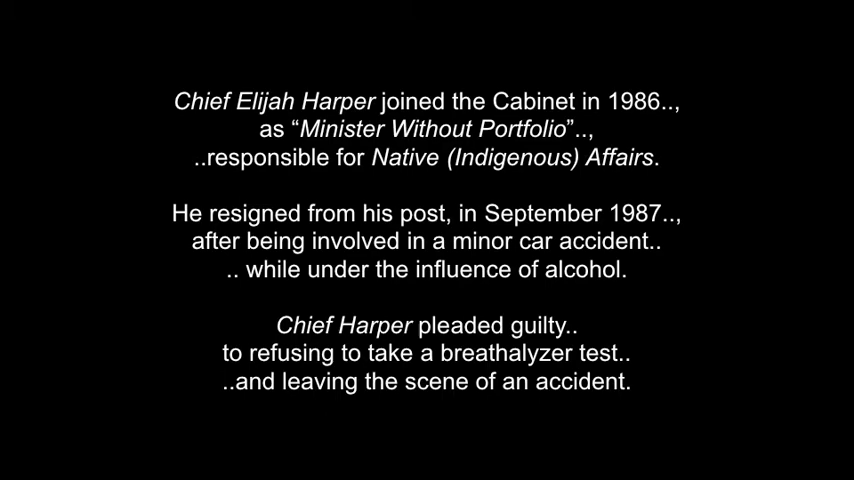 Chief Elijah Harper joined the Cabinet in 1986..,
as “Minister Without Portfolio”..,
..responsible for Native (Indigenous) Affairs.
He resigned from his post, in September 1987..,
after being involved in a minor car accident..
.. while under the influence of alcohol.
Chief Harper pleaded guilty..
to refusing to take a breathalyzer test..
..and leaving the scene of an accident.